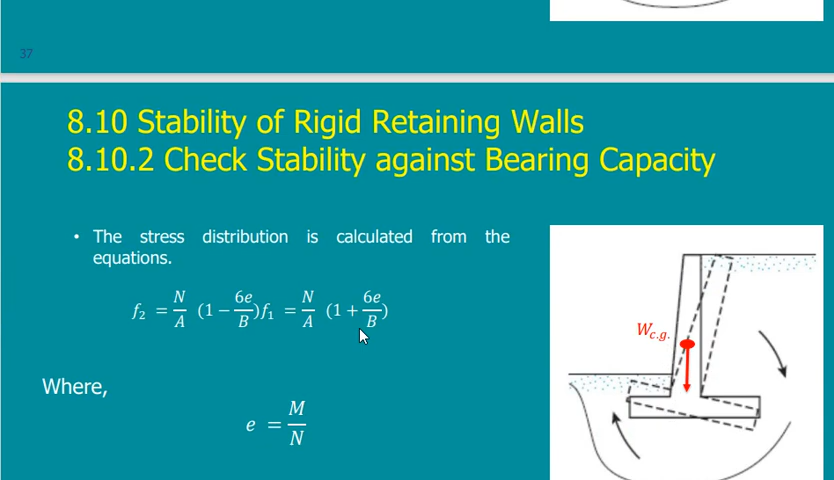 37
8.10 Stability of Rigid Retaining Walls
8.10.2 Check Stability against Bearing Capacity
• The stress distribution is calculated from the
equations.
f₂ = N/A (1 − 6e/B)f₁ = N/A (1 + 6e/B)
W꜀.g.
Where,
e = M/N